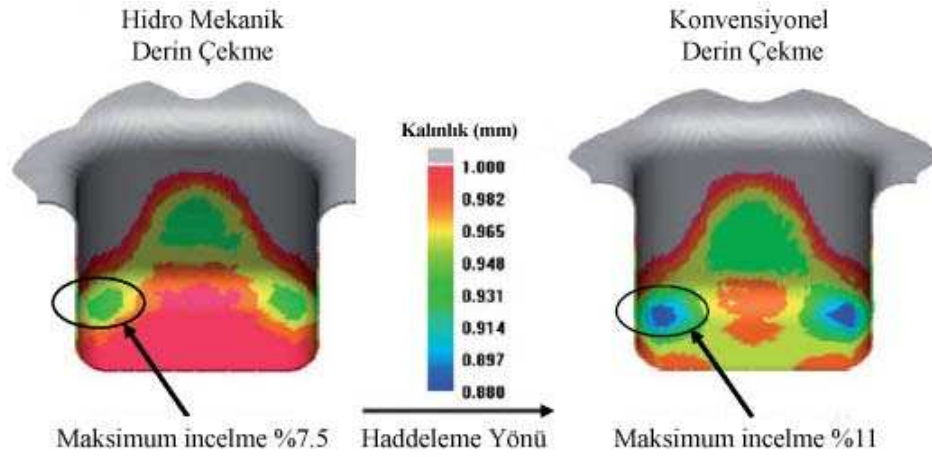 Hidro Mekanik
Derin Çekme
Konvensiyonel
Derin Çekme
Kalınlık (mm)
1.000
0.982
0.965
0.948
0.931
0.914
0.897
0.880
Maksimum incelme %7.5
Haddeleme Yönü
Maksimum incelme %11